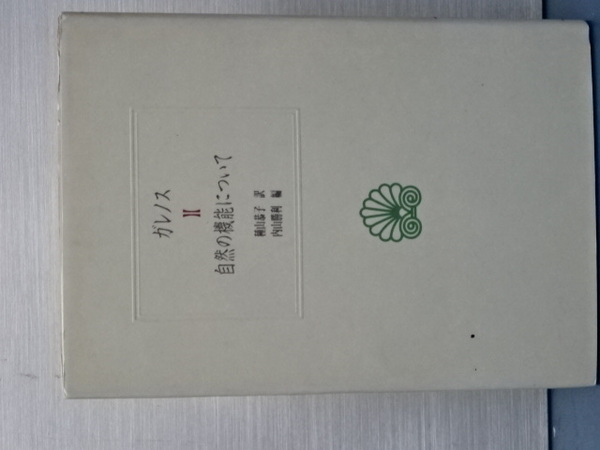 ガレノス
自然の機能について
種山恭子 訳
内山勝利 編